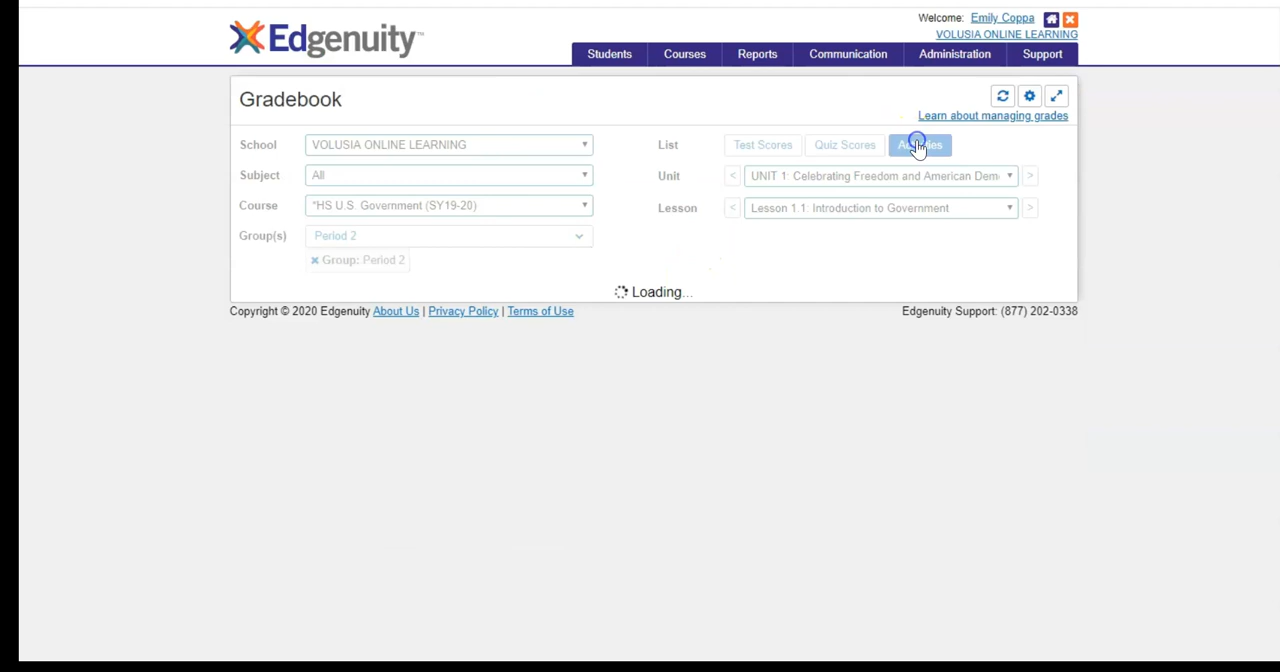 Edgenuity™
Welcome: Emily Coppa
VOLUSIA ONLINE LEARNING
Students Courses Reports Communication Administration Support
Gradebook
Learn about managing grades
School VOLUSIA ONLINE LEARNING
List Test Scores Quiz Scores
Subject All
Unit < UNIT 1: Celebrating Freedom and American Dem >
Course *HS U.S. Government (SY19-20)
Lesson < Lesson 1.1: Introduction to Government >
Group(s) Period 2
× Group: Period 2
Loading...
Copyright © 2020 Edgenuity About Us | Privacy Policy | Terms of Use
Edgenuity Support: (877) 202-0338